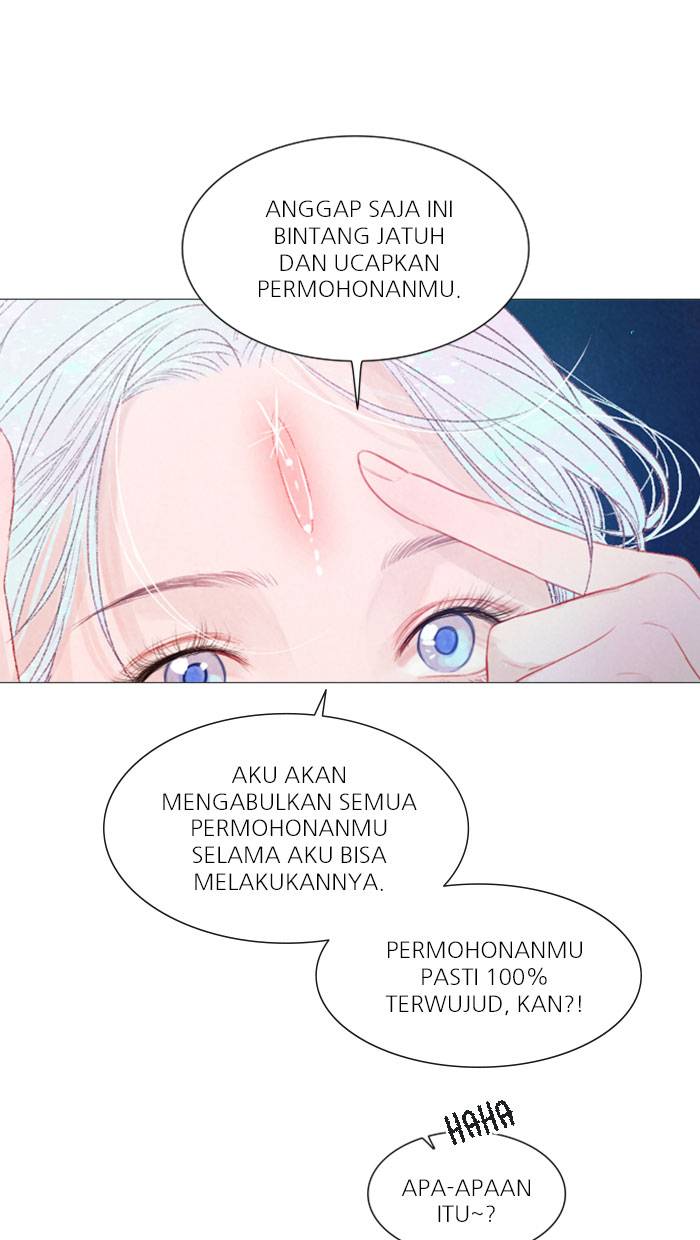 ANGGAP SAJA INI
BINTANG JATUH
DAN UCAPKAN
PERMOHONANMU.
AKU AKAN
MENGABULKAN SEMUA
PERMOHONANMU
SELAMA AKU BISA
MELAKUKANNYA.
PERMOHONANMU
PASTI 100%
TERWUJUD, KAN?!
HAHA
APA-APAAN
ITU~?